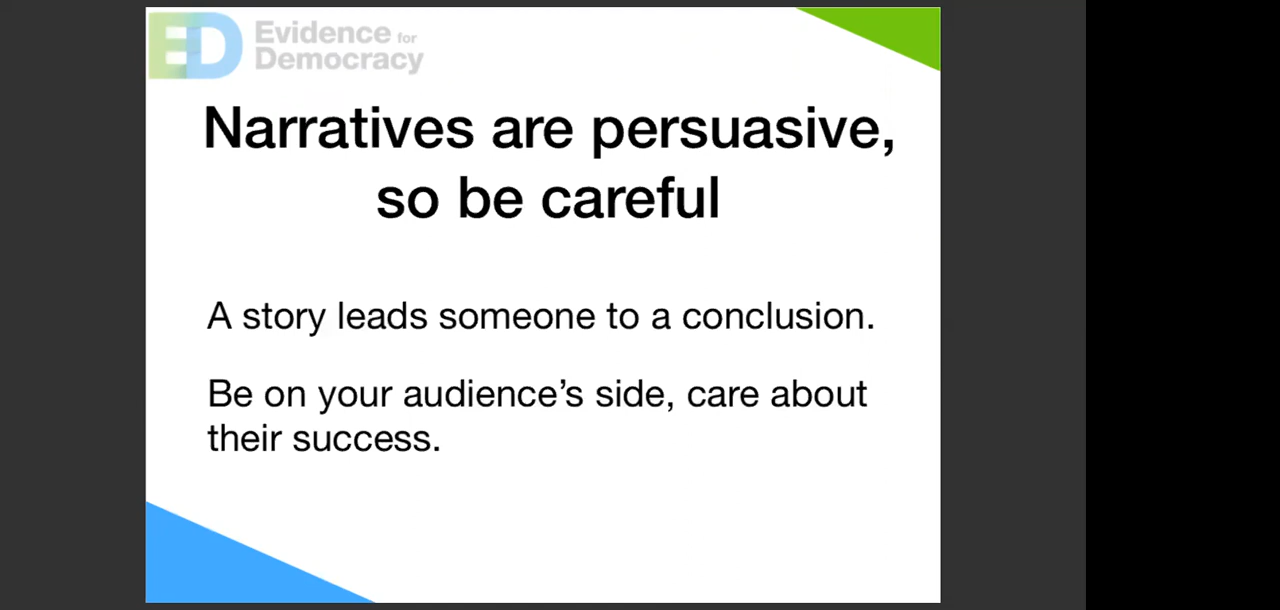 ED
Evidence for
Democracy
Narratives are persuasive,
so be careful
A story leads someone to a conclusion.
Be on your audience’s side, care about
their success.